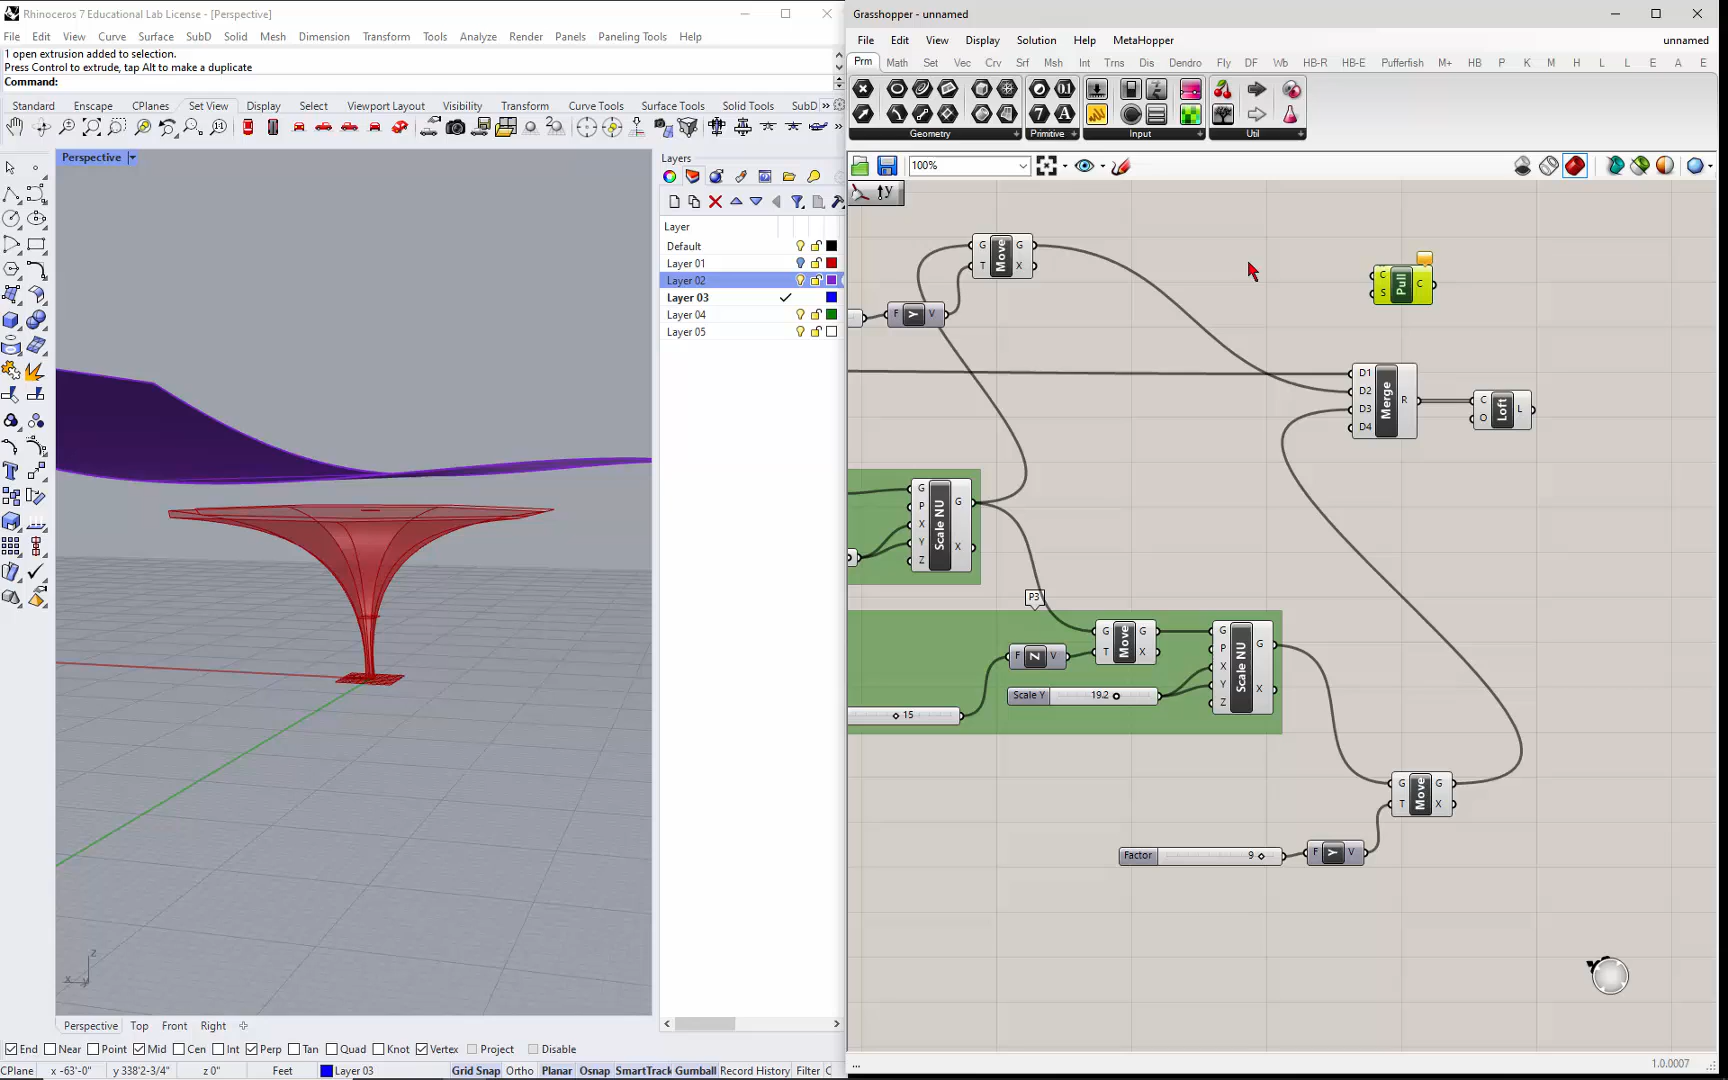 Rhinoceros 7 Educational Lab License - [Perspective]
File Edit View Curve Surface SubD Solid Mesh Dimension Transform Tools Analyze Render Panels Paneling Tools Help
1 open extrusion added to selection.
Press Control to extrude, tap Alt to make a duplicate
Command:
Standard Enscape CPlanes Set View Display Select Viewport Layout Visibility Transform Curve Tools Surface Tools Solid Tools SubD »
Perspective
Layers
Layer
Default
Layer 01
Layer 02
Layer 03
Layer 04
Layer 05
z
x y
Perspective Top Front Right
End Near Point Mid Cen Int Perp Tan Quad Knot Vertex Project Disable
CPlane x -63'-0" y 338'2-3/4" z 0" Feet Layer 03 Grid Snap Ortho Planar Osnap SmartTrack Gumball Record History Filter C
Grasshopper - unnamed
File Edit View Display Solution Help MetaHopper unnamed
Prm Math Set Vec Crv Srf Msh Int Trns Dis Dendro Fly DF Wb HB-R HB-E Pufferfish M+ HB P K M H L L E A E
Geometry Primitive Input Util
100%
y
G Move G
T X
F Y V
C Pull C
S
D1 Merge R
D2
D3
D4
C Loft L
O
G Scale NU G
P
X
Y X
Z
P3
G Move G
T X
F Z V
Scale Y 19.2
15
G Scale NU G
P
X
Y X
Z
G Move G
T X
Factor 9
F Y V
... 1.0.0007